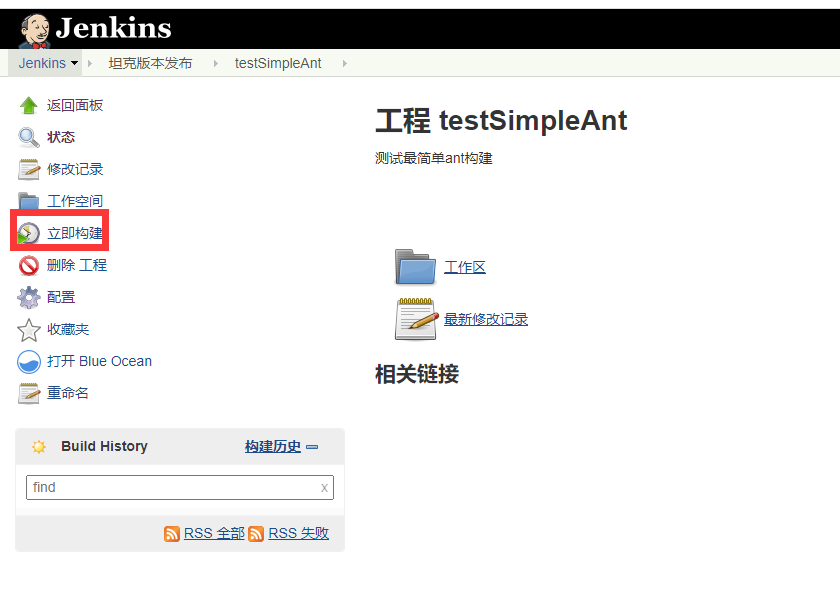 Jenkins
Jenkins 坦克版本发布 testSimpleAnt
返回面板
状态
修改记录
工作空间
立即构建
删除 工程
配置
收藏夹
打开 Blue Ocean
重命名
Build History 构建历史
find x
RSS 全部 RSS 失败
工程 testSimpleAnt
测试最简单ant构建
工作区
最新修改记录
相关链接